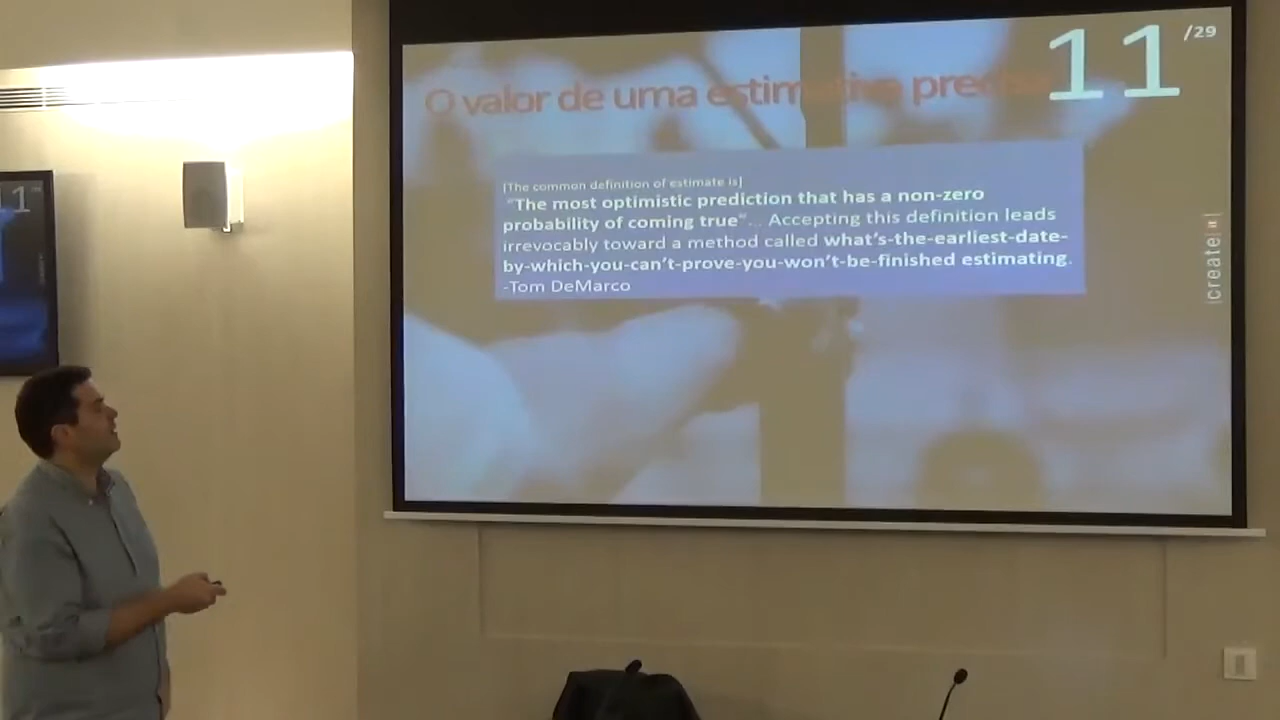 11 /29
O valor de uma estimativa precisa
[The common definition of estimate is]
"The most optimistic prediction that has a non-zero
probability of coming true"... Accepting this definition leads
irrevocably toward a method called what's-the-earliest-date-
by-which-you-can't-prove-you-won't-be-finished estimating.
-Tom DeMarco